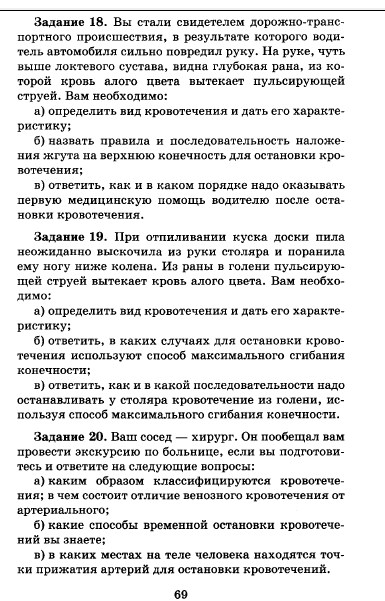 Задание 18. Вы стали свидетелем дорожно-транс-
портного происшествия, в результате которого води-
тель автомобиля сильно повредил руку. На руке, чуть
выше локтевого сустава, видна глубокая рана, из ко-
торой кровь алого цвета вытекает пульсирующей
струей. Вам необходимо:
а) определить вид кровотечения и дать его характе-
ристику;
б) назвать правила и последовательность наложе-
ния жгута на верхнюю конечность для остановки кро-
вотечения;
в) ответить, как и в каком порядке надо оказывать
первую медицинскую помощь водителю после оста-
новки кровотечения.
Задание 19. При отпиливании куска доски пила
неожиданно выскочила из руки столяра и поранила
ему ногу ниже колена. Из раны в голени пульсирую-
щей струей вытекает кровь алого цвета. Вам необхо-
димо:
а) определить вид кровотечения и дать его характе-
ристику;
б) ответить, в каких случаях для остановки крово-
течения используют способ максимального сгибания
конечности;
в) ответить, как и в какой последовательности надо
останавливать у столяра кровотечение из голени, ис-
пользуя способ максимального сгибания конечности.
Задание 20. Ваш сосед — хирург. Он пообещал вам
провести экскурсию по больнице, если вы подготови-
тесь и ответите на следующие вопросы:
а) каким образом классифицируются кровотече-
ния; в чем состоит отличие венозного кровотечения от
артериального;
б) какие способы временной остановки кровотече-
ний вы знаете;
в) в каких местах на теле человека находятся точ-
ки прижатия артерий для остановки кровотечений.
69